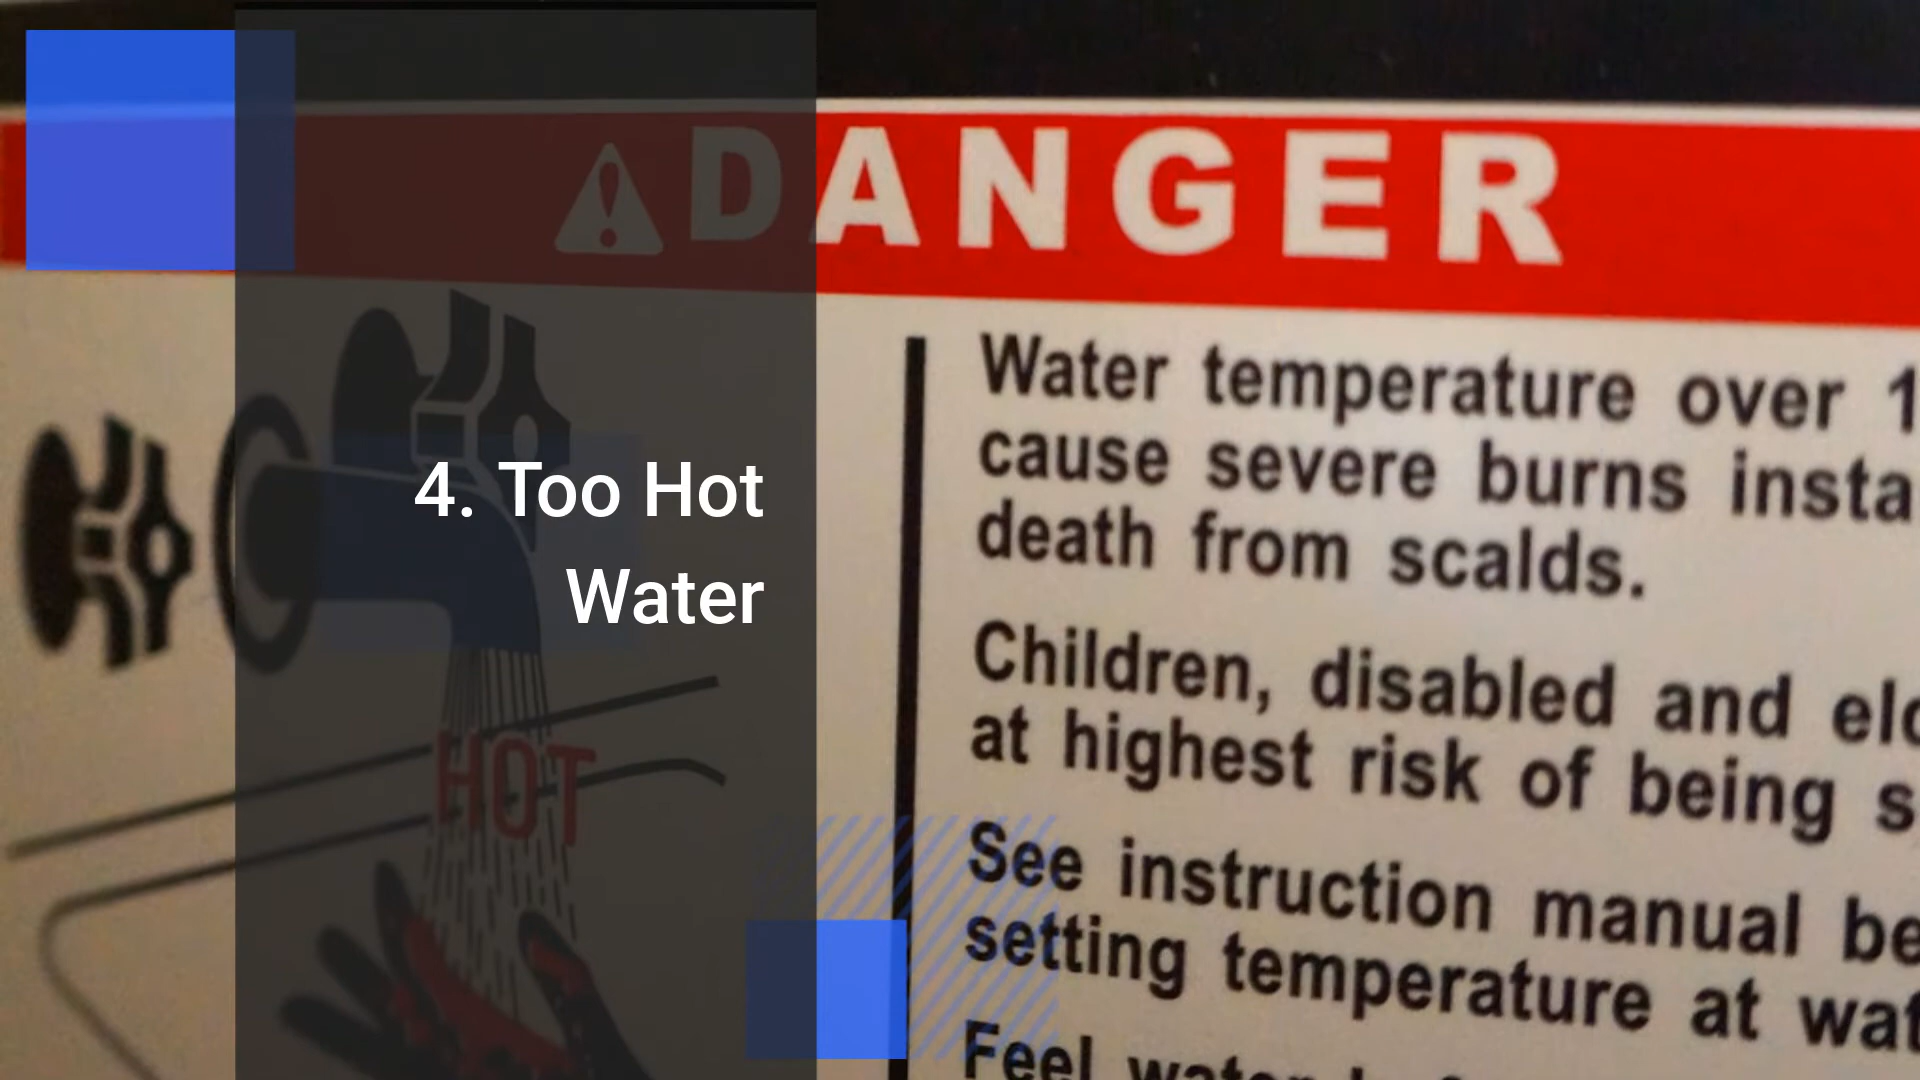 DANGER
4. Too Hot
Water
HOT
Water temperature over
cause severe burns
death from scalds.
Children, disabled and
at highest risk of being
See instruction manual
setting temperature at
Feel